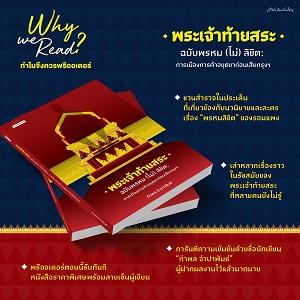 Why
we
Read?
ทำไมจึงควรพรีออเดอร์
พระเจ้าท้ายสระ
ฉบับพรหม (ไม่) ลิขิต:
การเมืองการค้าอยุธยาก่อนเสียกรุงฯ
ชวนสำรวจในประเด็น
ที่เกี่ยวข้องกับนวนิยายและละคร
เรื่อง "พรหมลิขิต" ของรอมแพง
เล่าหลากเรื่องราว
ในรัชสมัยของ
พระเจ้าท้ายสระ
ที่หลายคนยังไม่รู้
การันตีความเข้มข้นด้วยชื่อนักเขียน
"กำพล จำปาพันธ์"
ผู้ฝากผลงานไว้แล้วมากมาย
พรีออเดอร์ตอนนี้รับทันที
หนังสือราคาพิเศษพร้อมลายเซ็นผู้เขียน
พระเจ้าท้ายสระ
ฉบับพรหม (ไม่) ลิขิต